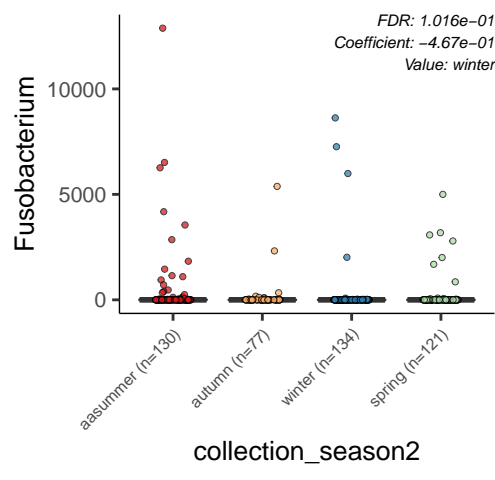 FDR: 1.016e−01
Coefficient: −4.67e−01
Value: winter
Fusobacterium
10000
5000
0
aasummer (n=130)
autumn (n=77)
winter (n=134)
spring (n=121)
collection_season2